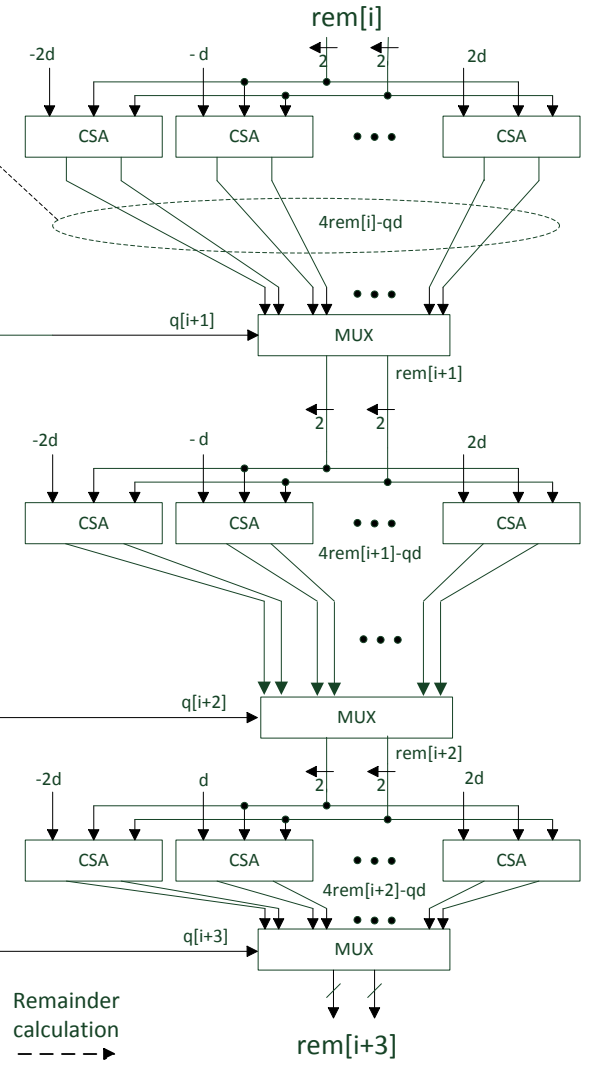 rem[i]
2
2
-2d
- d
2d
CSA
CSA
CSA
4rem[i]-qd
q[i+1]
MUX
rem[i+1]
2
2
-2d
- d
2d
CSA
CSA
CSA
4rem[i+1]-qd
q[i+2]
MUX
rem[i+2]
2
2
-2d
d
2d
CSA
CSA
CSA
4rem[i+2]-qd
q[i+3]
MUX
Remainder
calculation
rem[i+3]